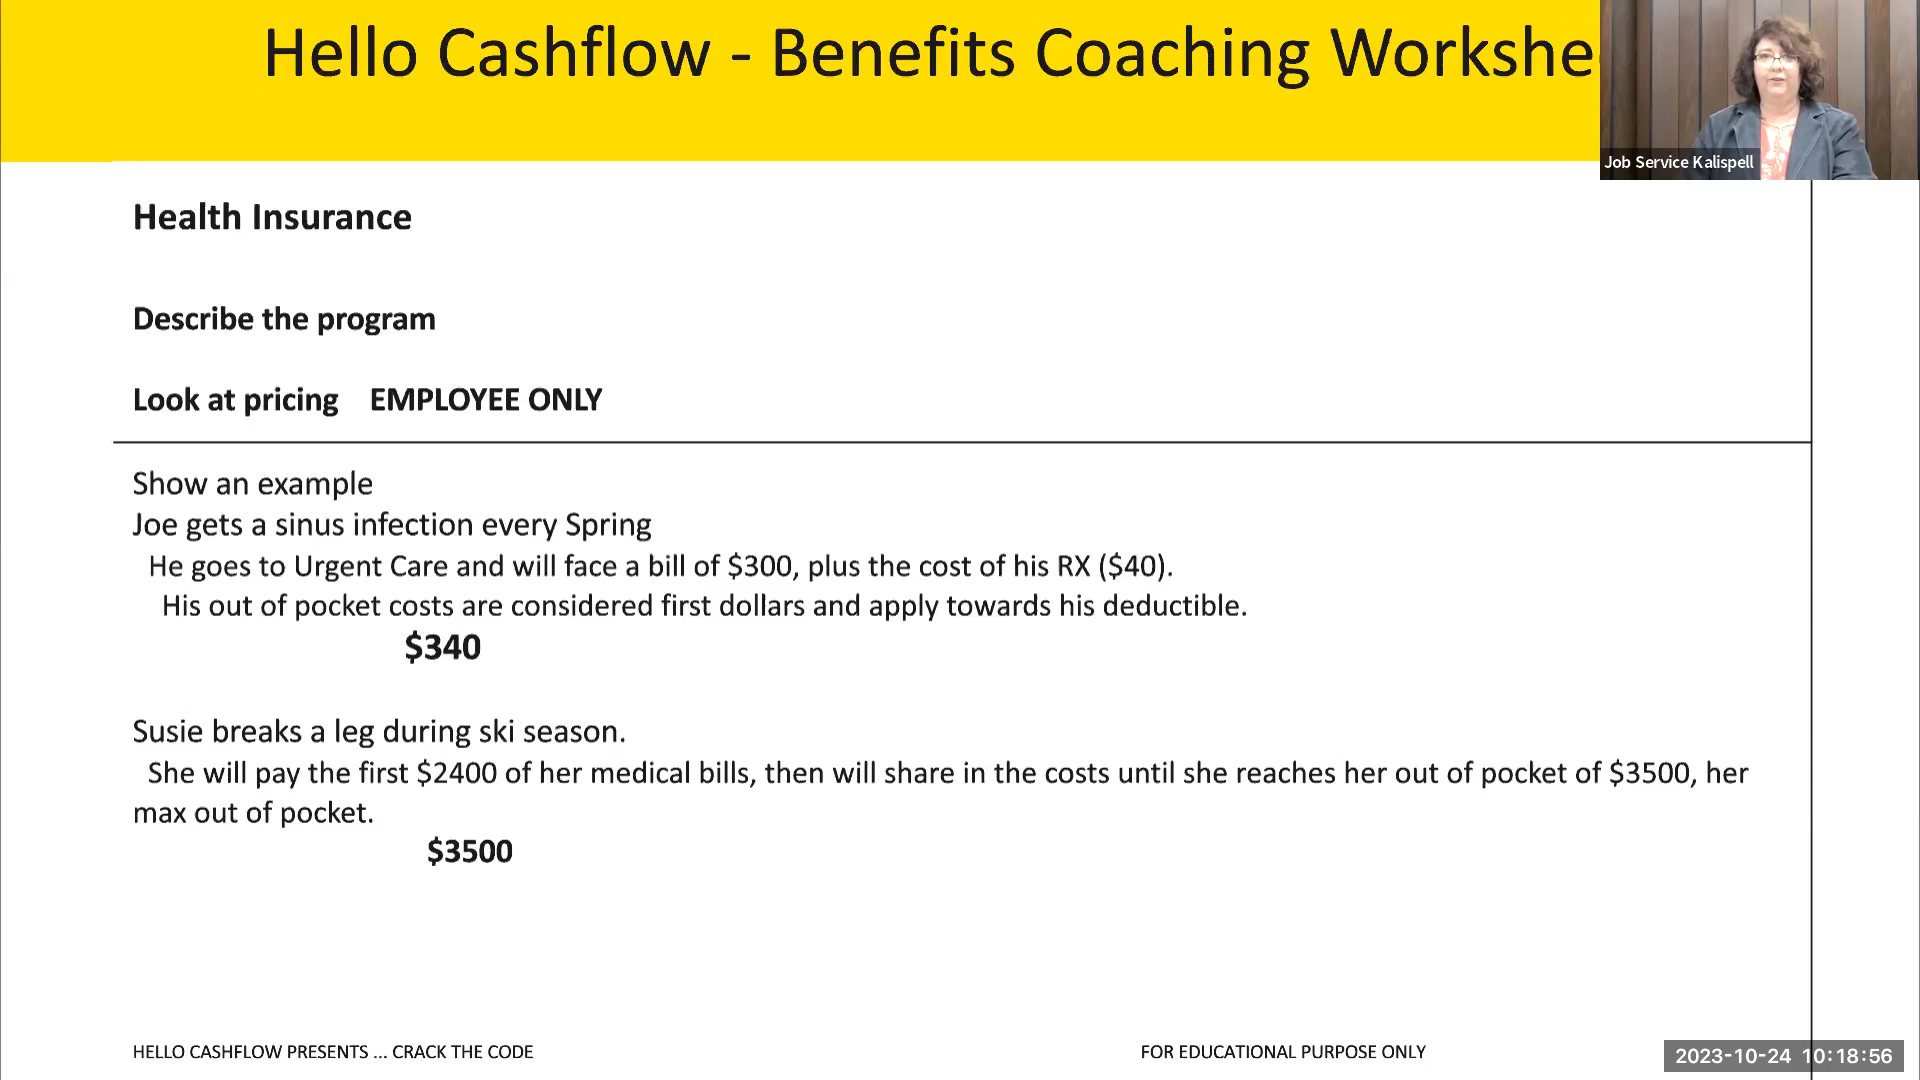 Hello Cashflow - Benefits Coaching Workshe
Job Service Kalispell
Health Insurance
Describe the program
Look at pricing EMPLOYEE ONLY
Show an example
Joe gets a sinus infection every Spring
He goes to Urgent Care and will face a bill of $300, plus the cost of his RX ($40).
His out of pocket costs are considered first dollars and apply towards his deductible.
$340
Susie breaks a leg during ski season.
She will pay the first $2400 of her medical bills, then will share in the costs until she reaches her out of pocket of $3500, her
max out of pocket.
$3500
HELLO CASHFLOW PRESENTS ... CRACK THE CODE
FOR EDUCATIONAL PURPOSE ONLY
2023-10-24 10:18:56